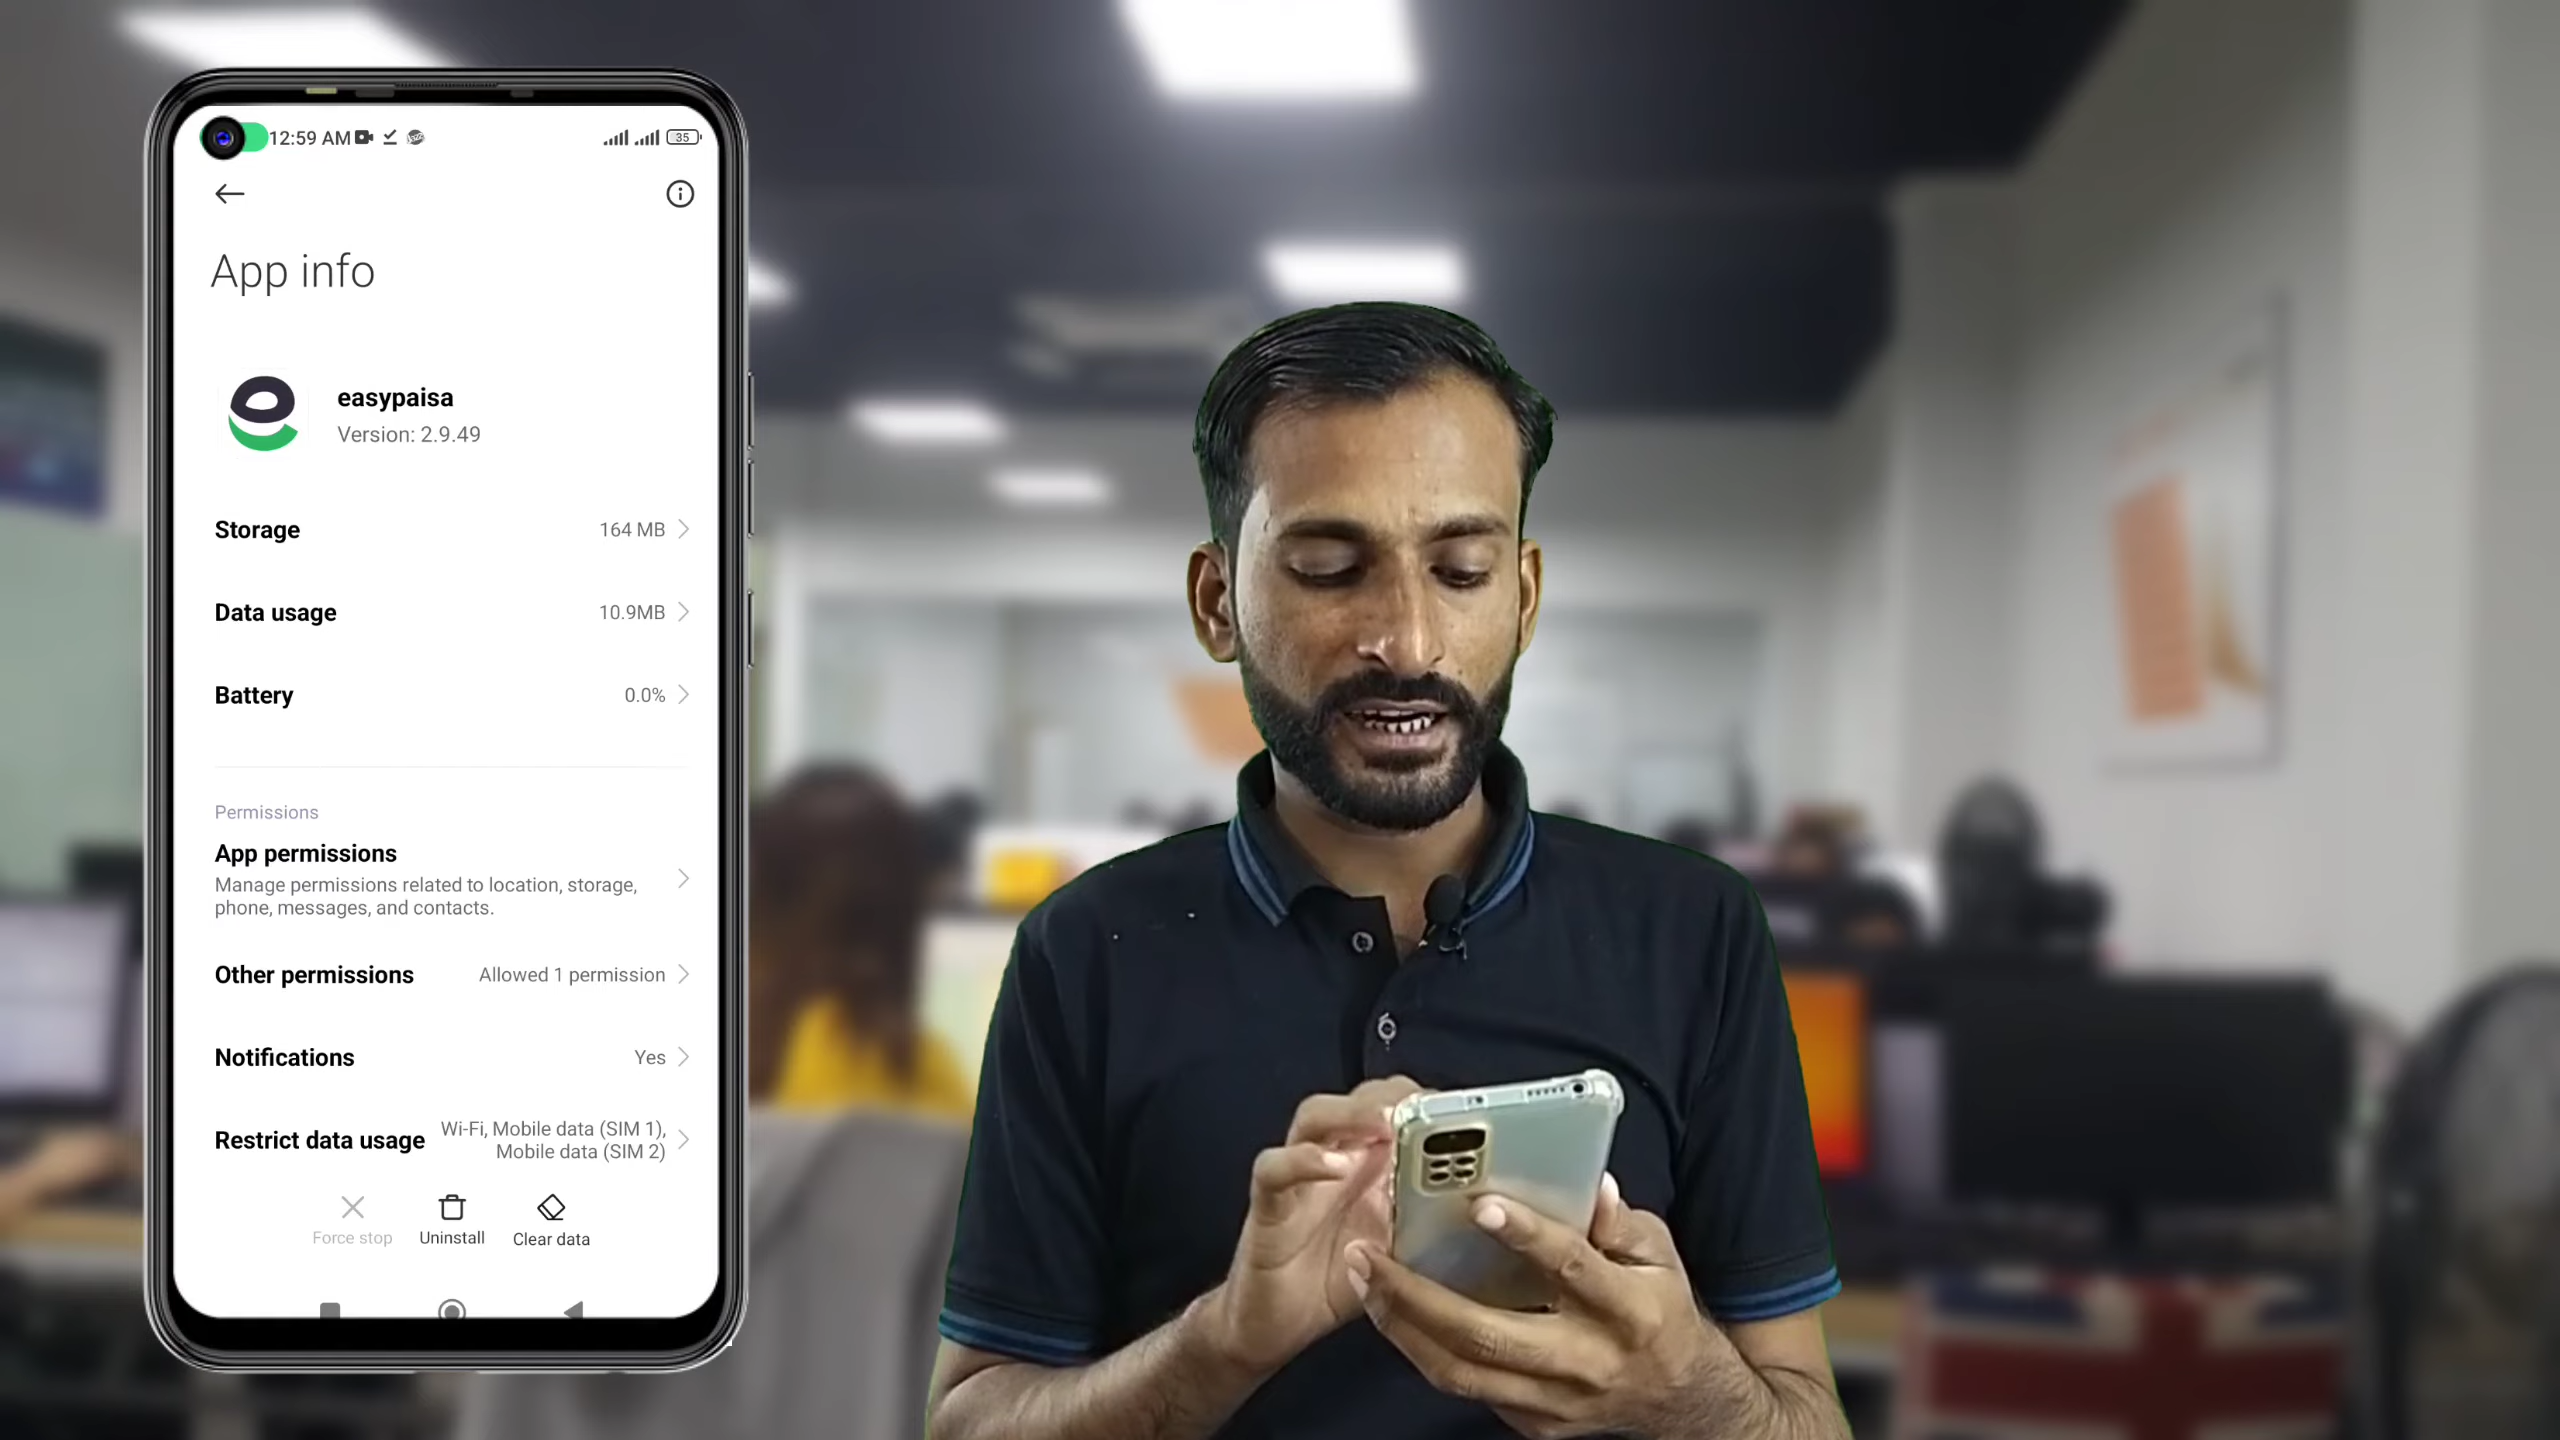 12:59 AM
35
App info
easypaisa
Version: 2.9.49
Storage
164 MB
Data usage
10.9MB
Battery
0.0%
Permissions
App permissions
Manage permissions related to location, storage,
phone, messages, and contacts.
Other permissions
Allowed 1 permission
Notifications
Yes
Restrict data usage
Wi-Fi, Mobile data (SIM 1),
Mobile data (SIM 2)
Force stop
Uninstall
Clear data